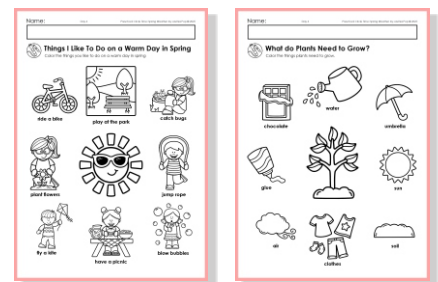 Name:
Things I Like To Do on a Warm Day in Spring
Color the things you like to do on a warm day in spring.
ride a bike
play at the park
catch bugs
plant flowers
jump rope
fly a kite
have a picnic
blow bubbles
Name:
What do Plants Need to Grow?
Color the things plants need to grow.
chocolate
water
umbrella
glue
sun
air
clothes
soil